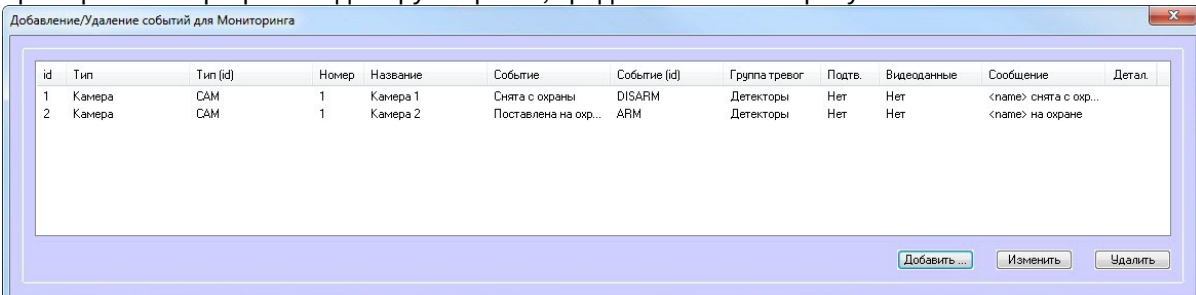 Добавление/Удаление событий для Мониторинга
id Тип Тип (id) Номер Название Событие Событие (id) Группа тревог Подтв. Видеоданные Сообщение Детал.
1 Камера CAM 1 Камера 1 Снята с охраны DISARM Детекторы Нет Нет <name> снята с охр...
2 Камера CAM 1 Камера 2 Поставлена на охр... ARM Детекторы Нет Нет <name> на охране
Добавить ... Изменить Удалить